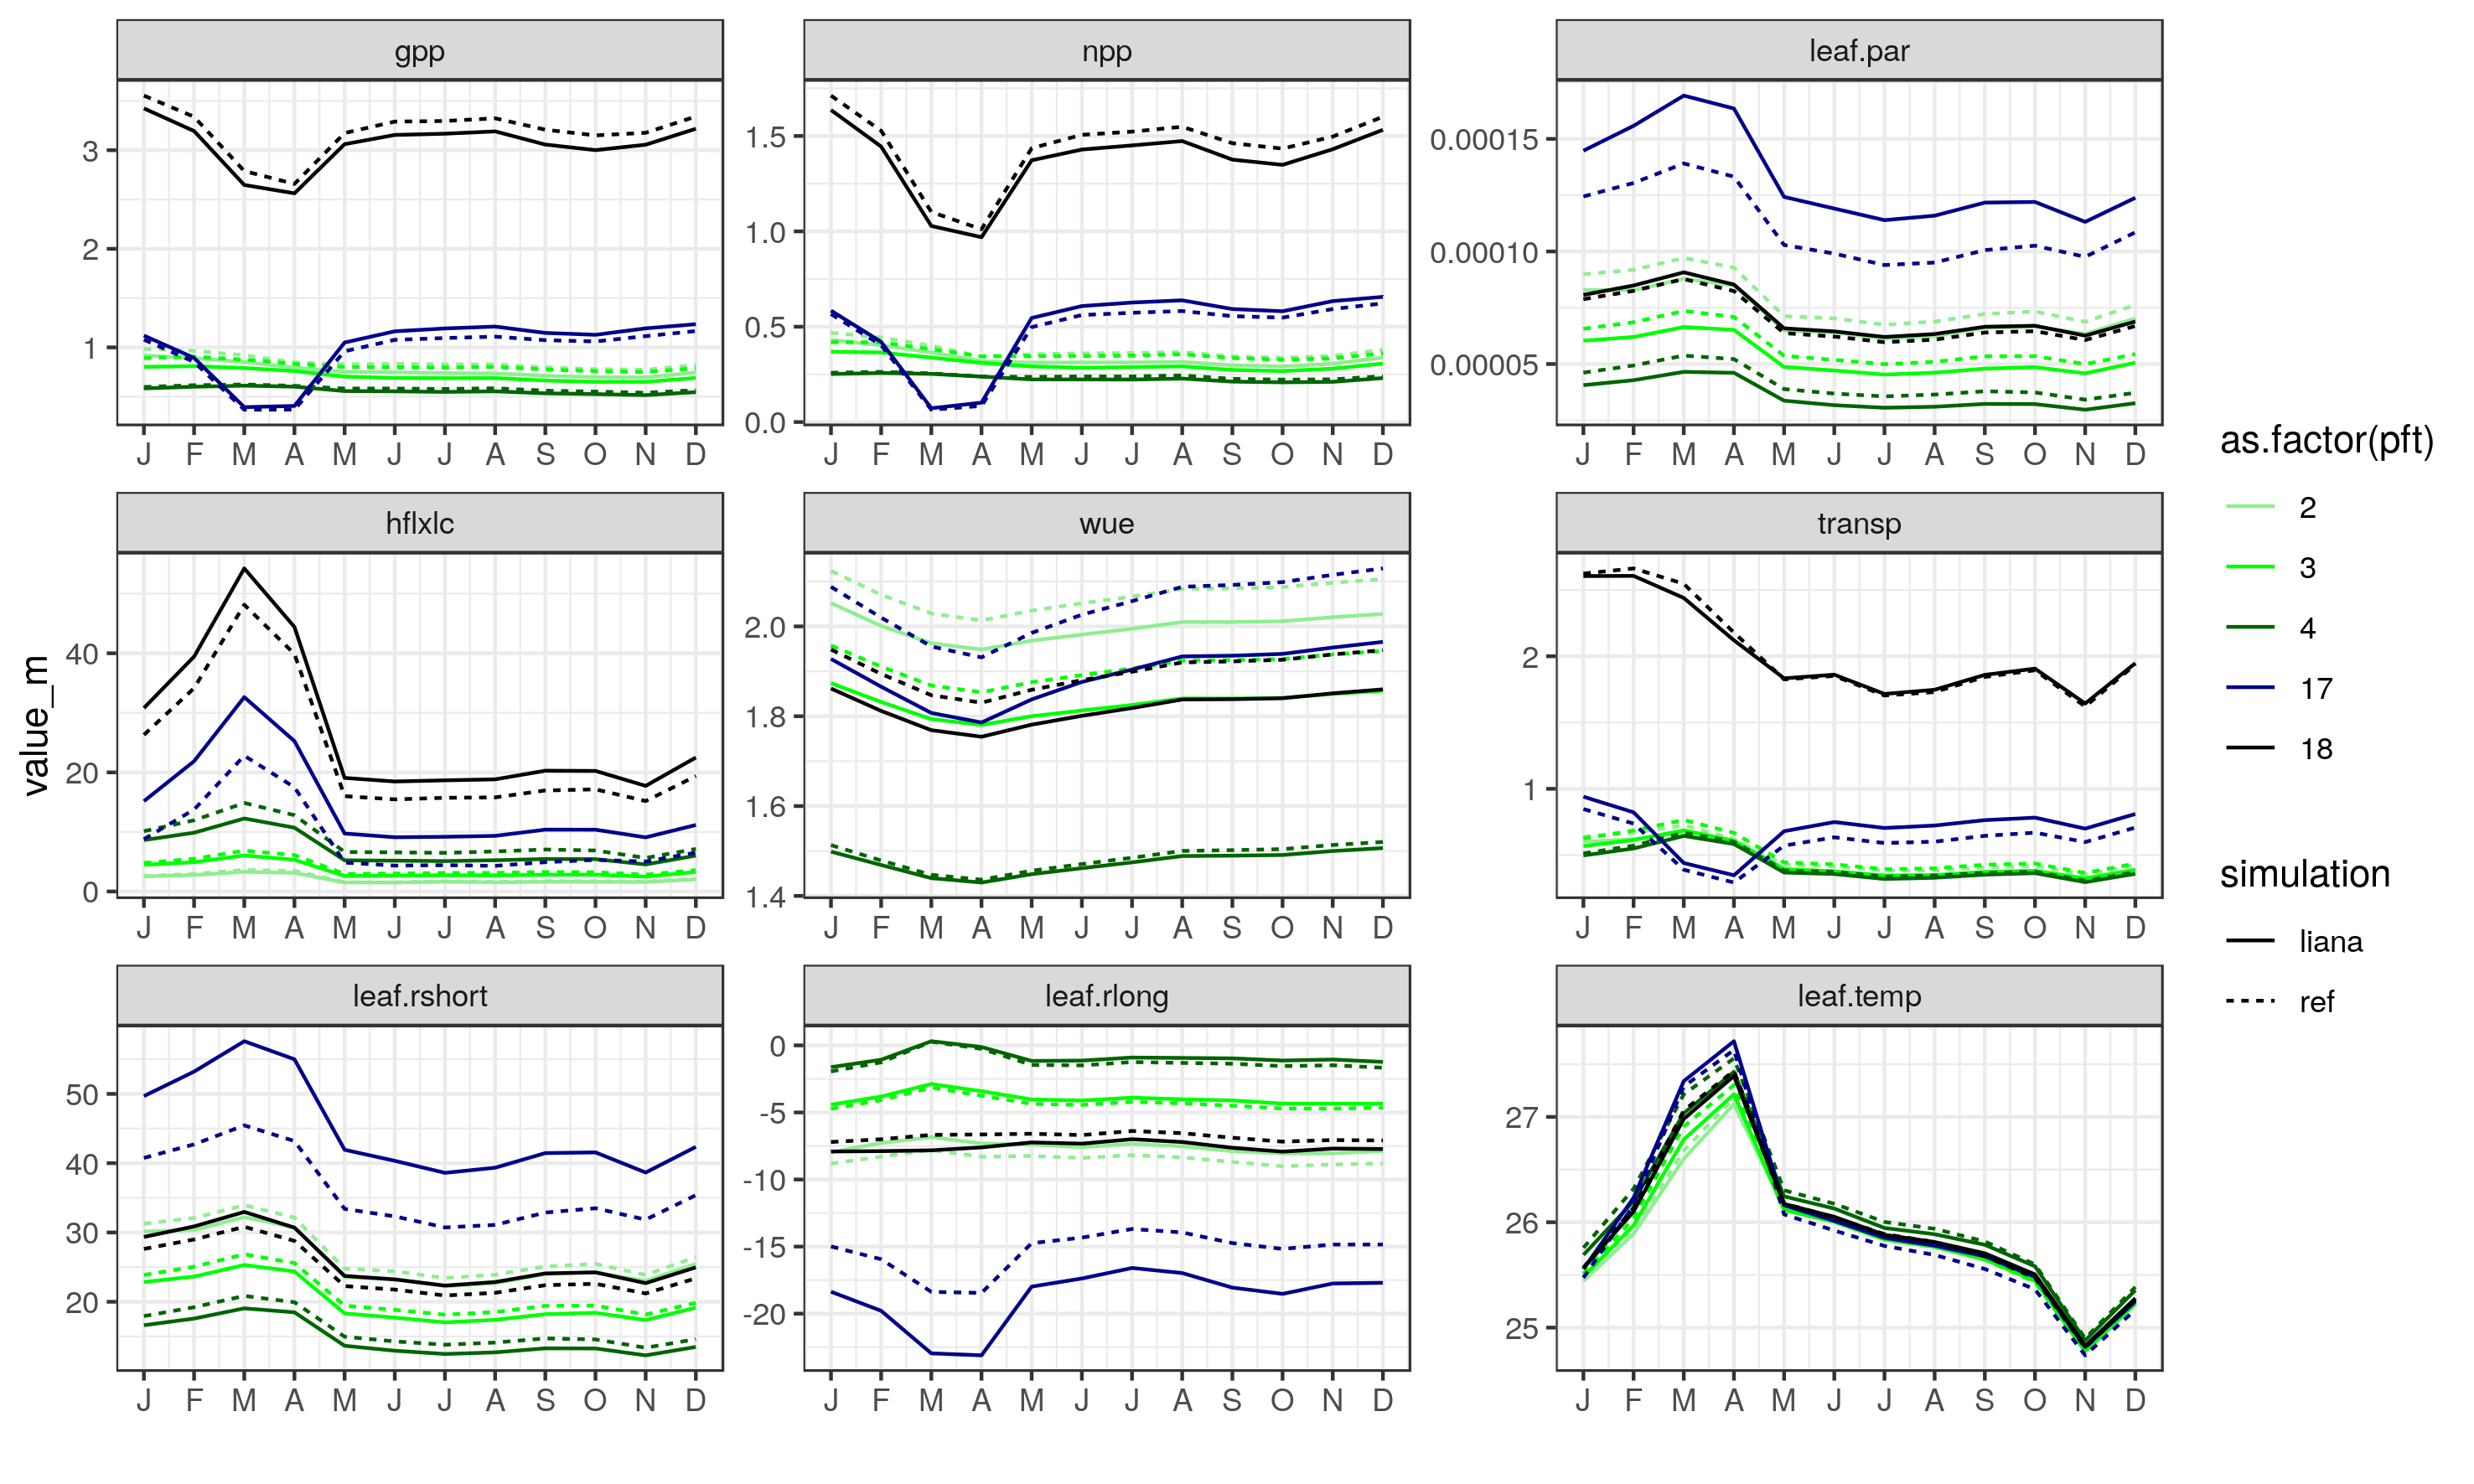 gpp
npp
leaf.par
3
2
1
J F M A M J J A S O N D
1.5
1.0
0.5
0.0
J F M A M J J A S O N D
0.00015
0.00010
0.00005
J F M A M J J A S O N D
value_m
hflxlc
wue
transp
40
20
0
J F M A M J J A S O N D
2.0
1.8
1.6
1.4
J F M A M J J A S O N D
2
1
J F M A M J J A S O N D
leaf.rshort
leaf.rlong
leaf.temp
50
40
30
20
J F M A M J J A S O N D
0
-5
-10
-15
-20
J F M A M J J A S O N D
27
26
25
J F M A M J J A S O N D
as.factor(pft)
2
3
4
17
18
simulation
liana
ref